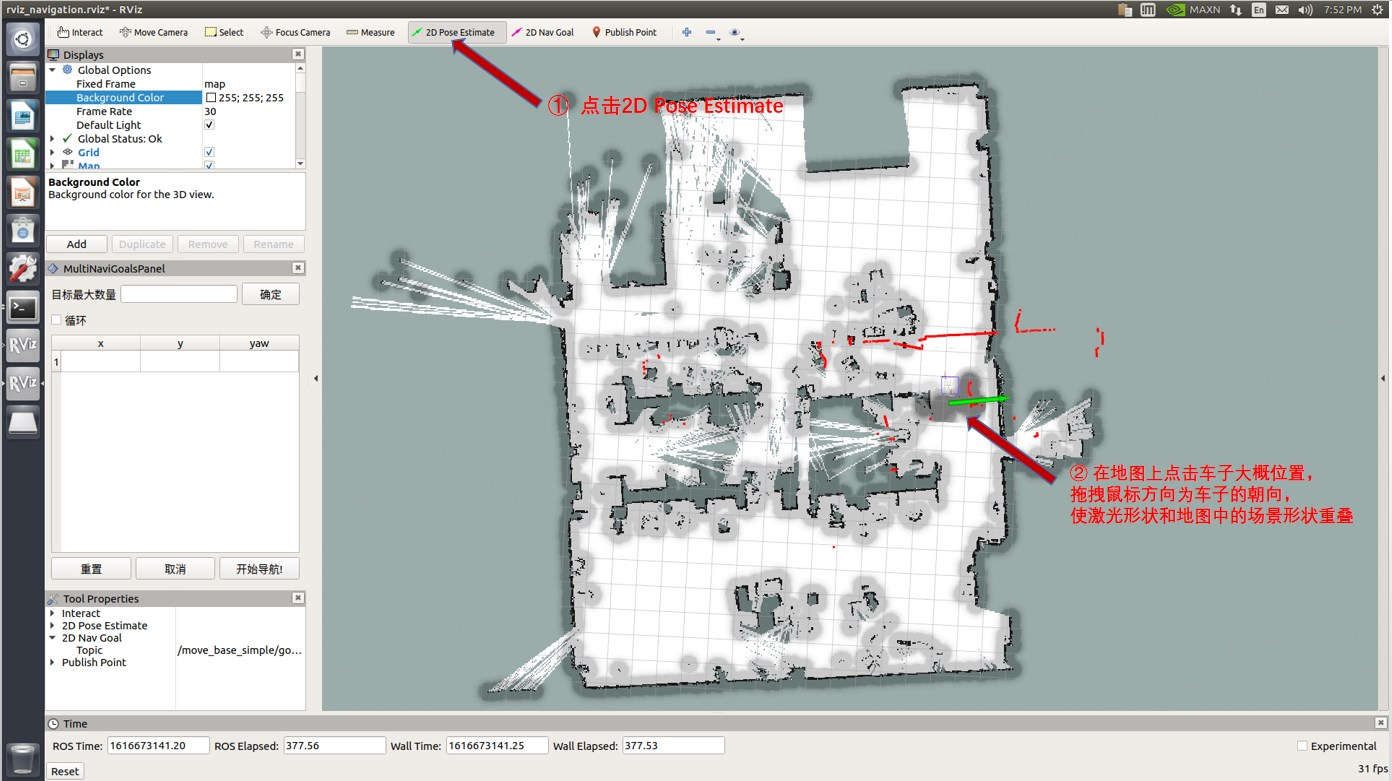 rviz_navigation.rviz* - RViz
MAXN
En
7:52 PM
Interact
Move Camera
Select
Focus Camera
Measure
2D Pose Estimate
2D Nav Goal
Publish Point
Displays
Global Options
Fixed Frame map
Background Color 255; 255; 255
Frame Rate 30
Default Light
Global Status: Ok
Grid
Map
Background Color
Background color for the 3D view.
Add
Duplicate
Remove
Rename
MultiNaviGoalsPanel
目标最大数量
确定
循环
x y yaw
1
重置
取消
开始导航!
Tool Properties
Interact
2D Pose Estimate
2D Nav Goal
Topic /move_base_simple/go...
Publish Point
① 点击2D Pose Estimate
② 在地图上点击车子大概位置，
拖拽鼠标方向为车子的朝向，
使激光形状和地图中的场景形状重叠
RViz
RViz
Time
ROS Time: 1616673141.20 ROS Elapsed: 377.56 Wall Time: 1616673141.25 Wall Elapsed: 377.53
Experimental
Reset
31 fps